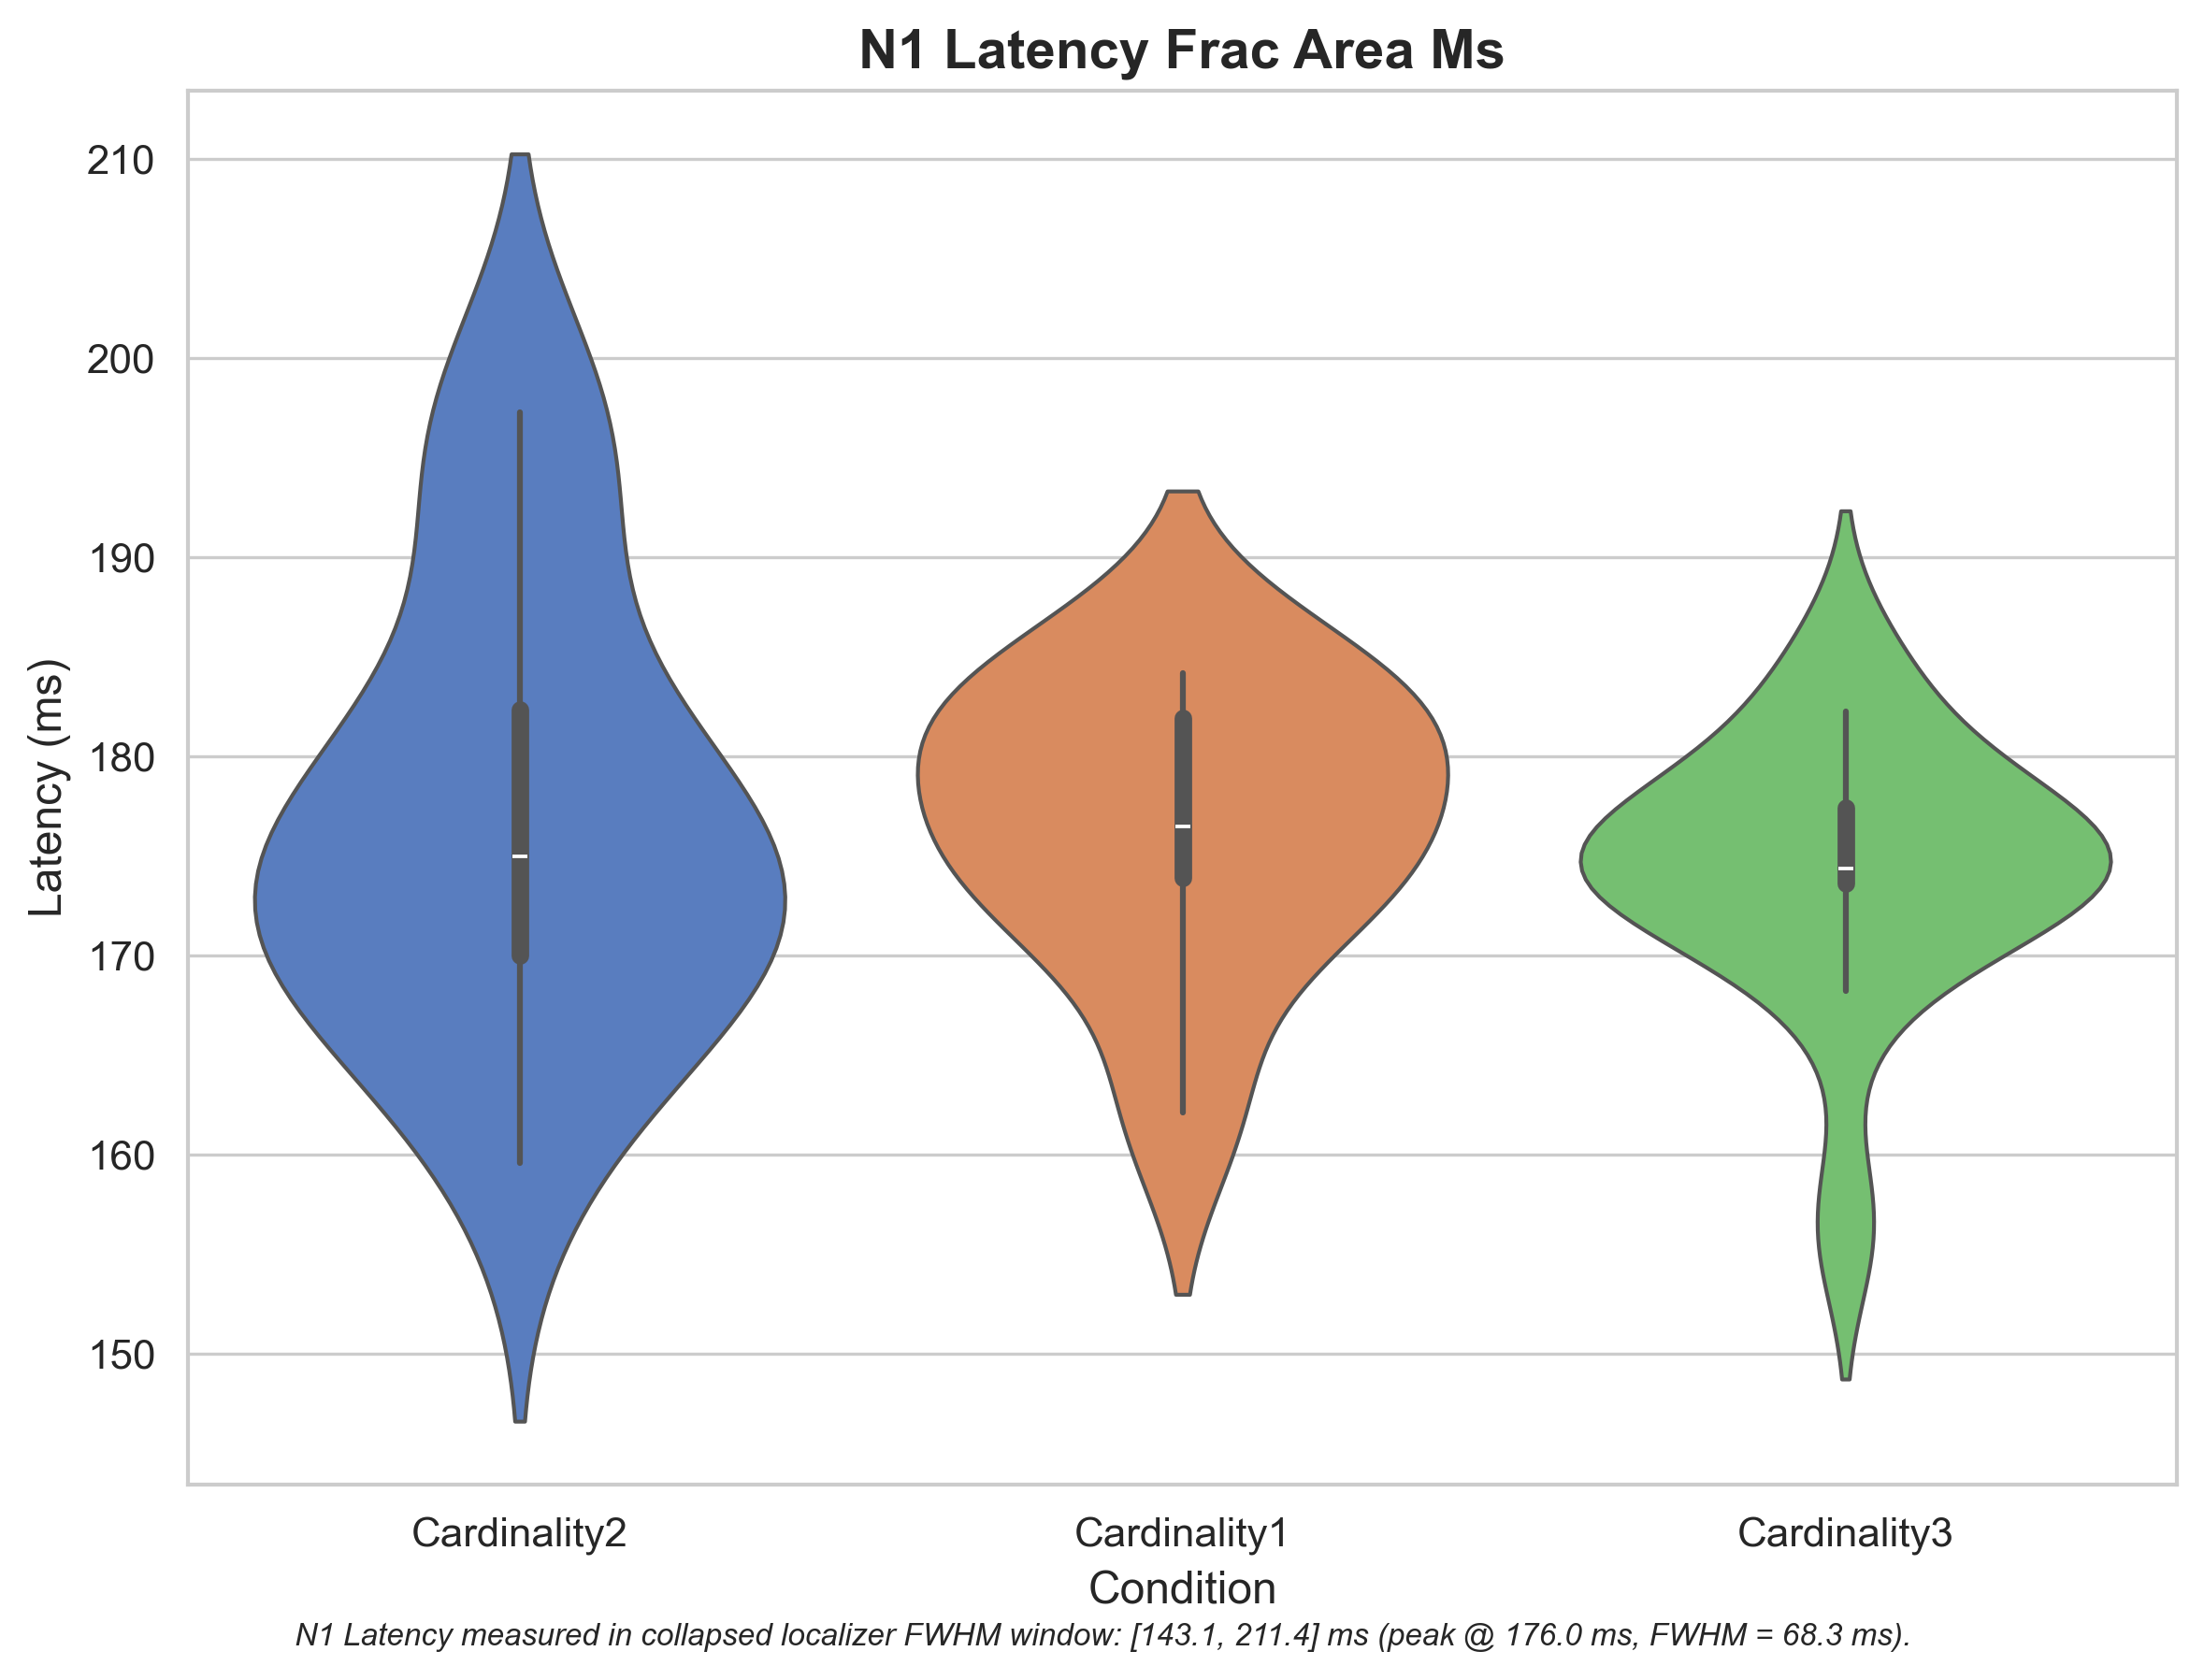 N1 Latency Frac Area Ms
210
200
190
180
170
160
150
Latency (ms)
Cardinality2
Cardinality1
Cardinality3
Condition
N1 Latency measured in collapsed localizer FWHM window: [143.1, 211.4] ms (peak @ 176.0 ms, FWHM = 68.3 ms).